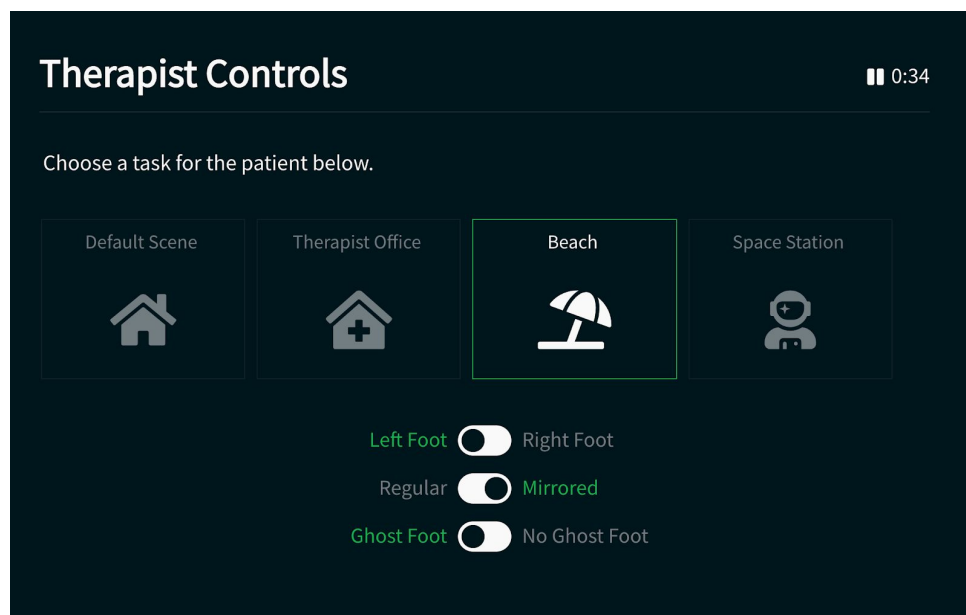 Therapist Controls
0:34
Choose a task for the patient below.
Default Scene
Therapist Office
Beach
Space Station
Left Foot Right Foot
Regular Mirrored
Ghost Foot No Ghost Foot